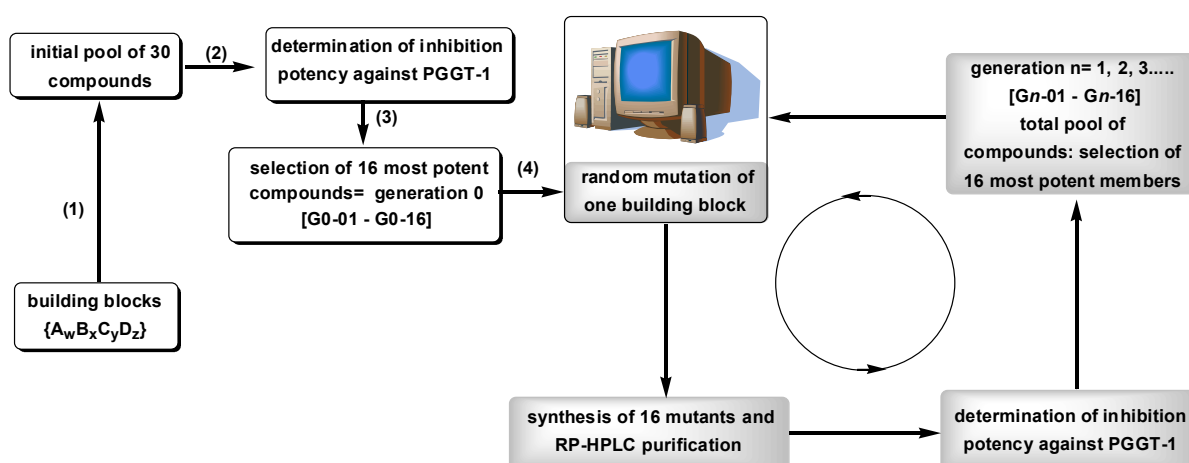 initial pool of 30
compounds
(2)
determination of inhibition
potency against PGGT-1
(3)
selection of 16 most potent
compounds= generation 0
[G0-01 - G0-16]
(4)
(1)
building blocks
{AwBxCyDz}
random mutation of
one building block
generation n= 1, 2, 3.....
[Gn-01 - Gn-16]
total pool of
compounds: selection of
16 most potent members
synthesis of 16 mutants and
RP-HPLC purification
determination of inhibition
potency against PGGT-1